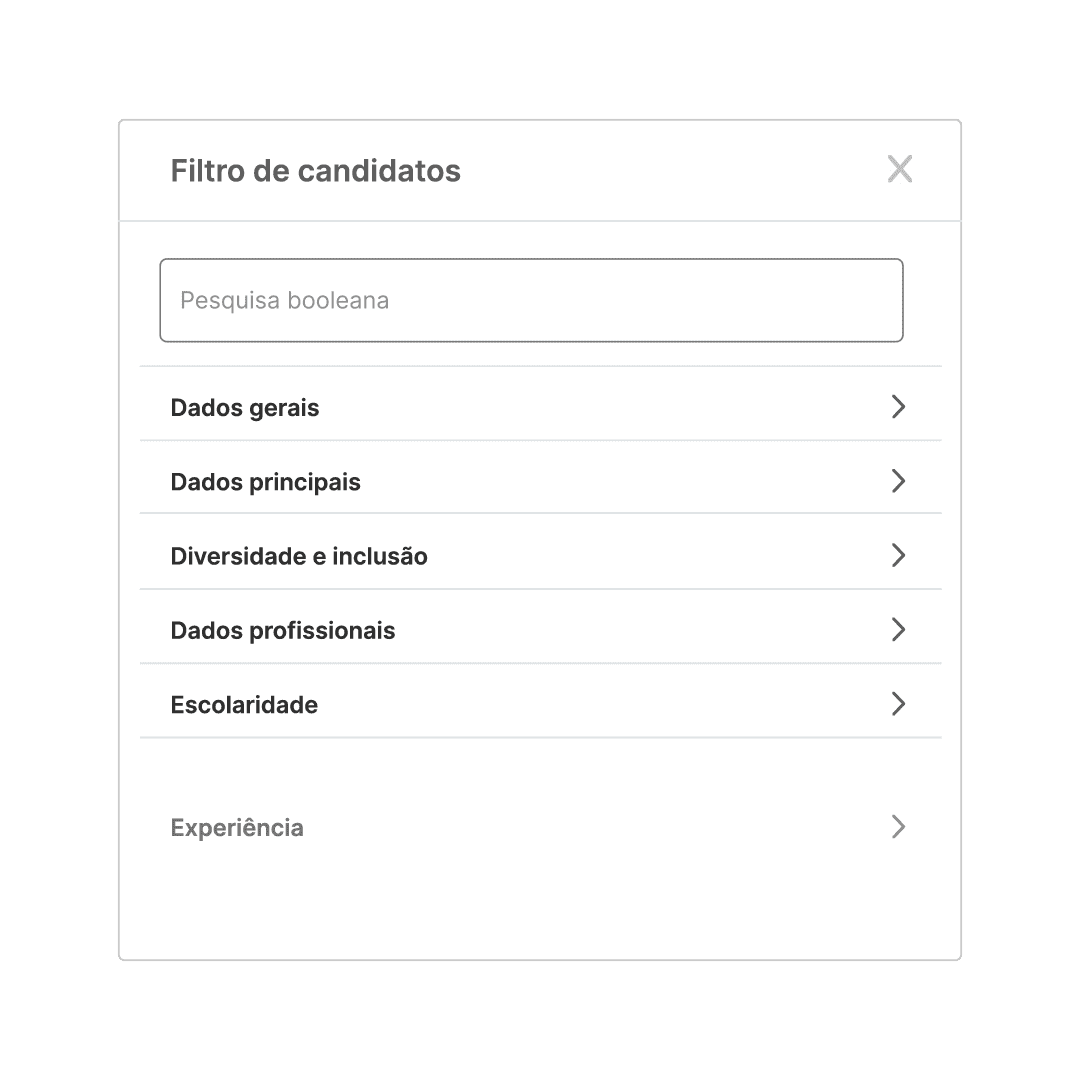 Filtro de candidatos
Pesquisa booleana
Dados gerais
Dados principais
Diversidade e inclusão
Dados profissionais
Escolaridade
Experiência